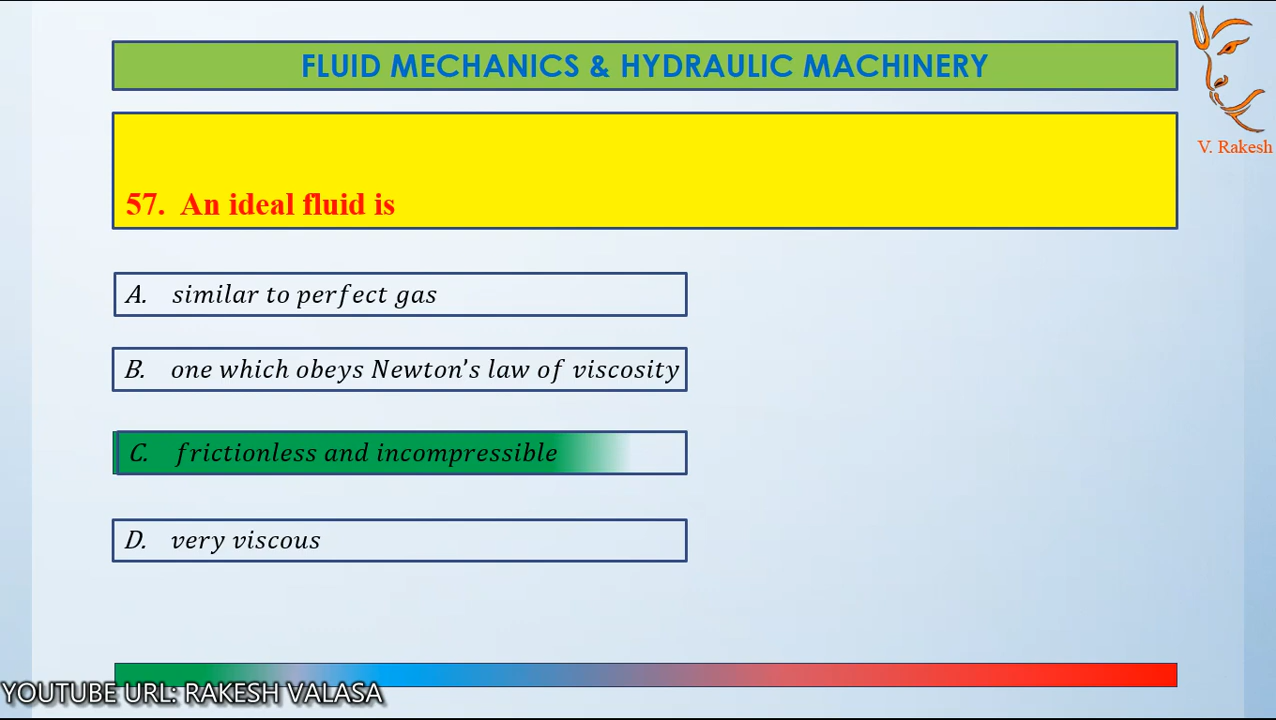 FLUID MECHANICS & HYDRAULIC MACHINERY
V. Rakesh
57. An ideal fluid is
A. similar to perfect gas
B. one which obeys Newton's law of viscosity
C. frictionless and incompressible
D. very viscous
YOUTUBE URL: RAKESH VALASA